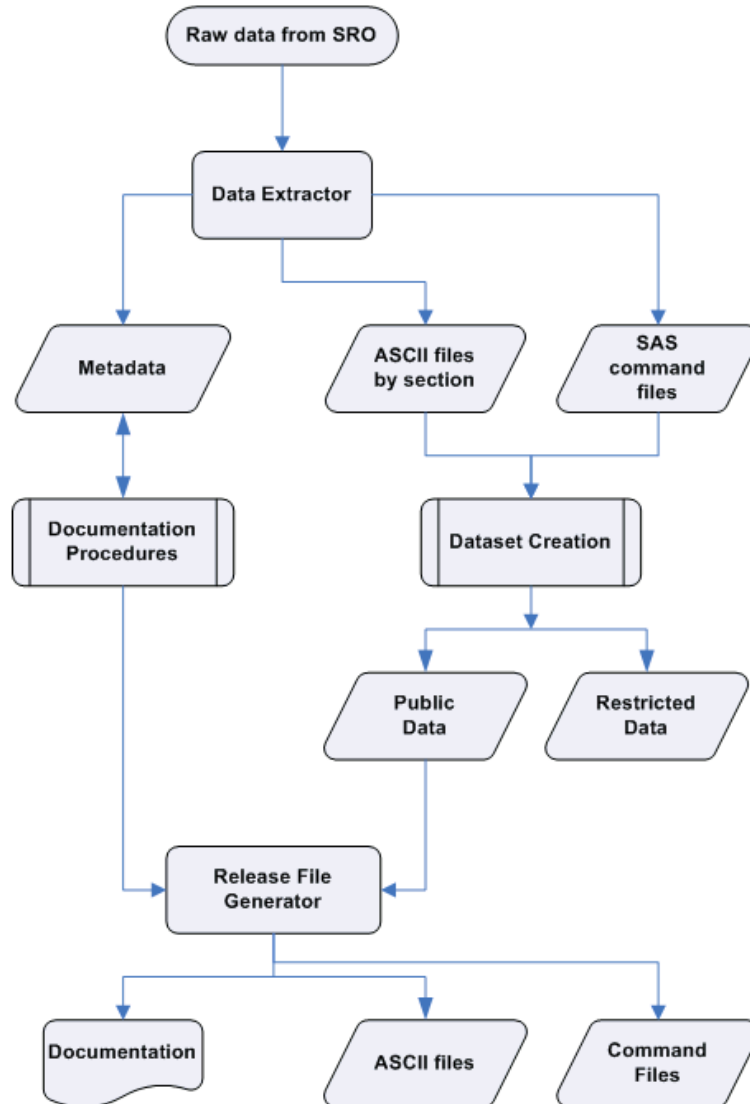 Raw data from SRO
Data Extractor
Metadata
ASCII files
by section
SAS
command
files
Documentation
Procedures
Dataset Creation
Public
Data
Restricted
Data
Release File
Generator
Documentation
ASCII files
Command
Files